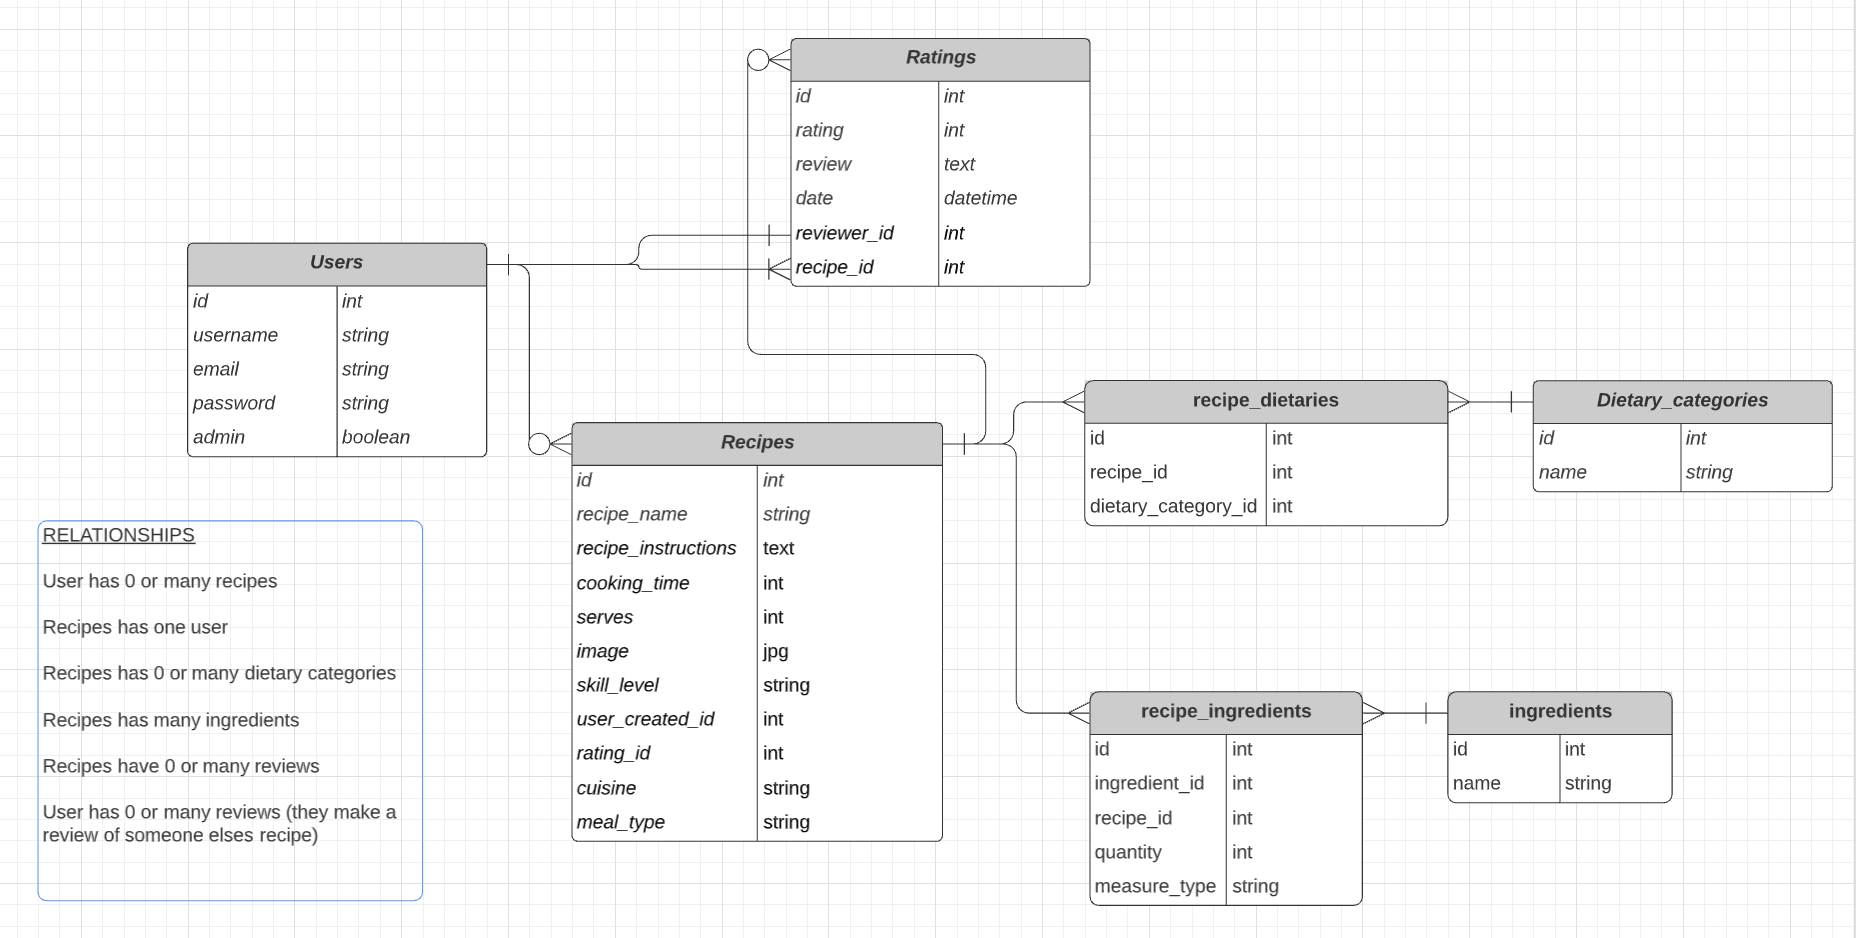 Ratings
id int
rating int
review text
date datetime
reviewer_id int
recipe_id int
Users
id int
username string
email string
password string
admin boolean
Recipes
id int
recipe_name string
recipe_instructions text
cooking_time int
serves int
image jpg
skill_level string
user_created_id int
rating_id int
cuisine string
meal_type string
recipe_dietaries
id int
recipe_id int
dietary_category_id int
Dietary_categories
id int
name string
recipe_ingredients
id int
ingredient_id int
recipe_id int
quantity int
measure_type string
ingredients
id int
name string
RELATIONSHIPS
User has 0 or many recipes
Recipes has one user
Recipes has 0 or many dietary categories
Recipes has many ingredients
Recipes have 0 or many reviews
User has 0 or many reviews (they make a
review of someone elses recipe)